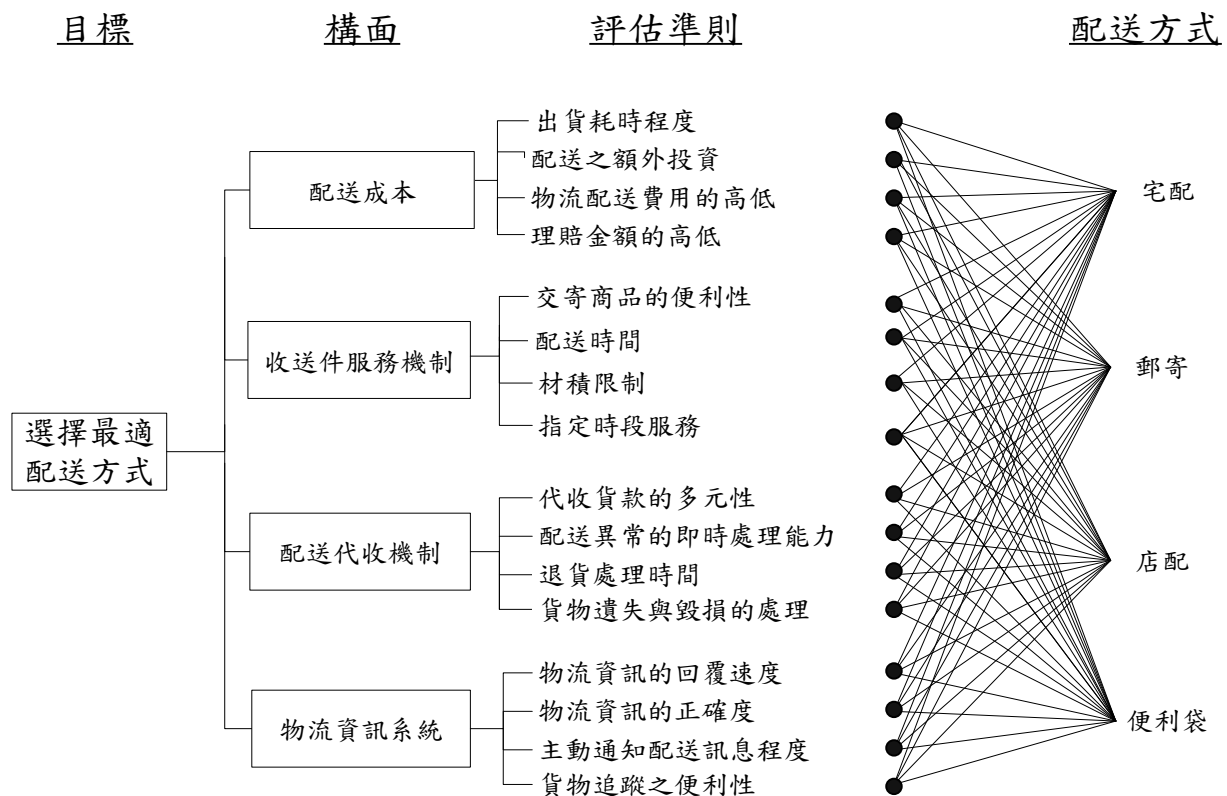 目標
構面
評估準則
配送方式
選擇最適
配送方式
配送成本
出貨耗時程度
配送之額外投資
物流配送費用的高低
理賠金額的高低
收送件服務機制
交寄商品的便利性
配送時間
材積限制
指定時段服務
配送代收機制
代收貨款的多元性
配送異常的即時處理能力
退貨處理時間
貨物遺失與毀損的處理
物流資訊系統
物流資訊的回覆速度
物流資訊的正確度
主動通知配送訊息程度
貨物追蹤之便利性
宅配
郵寄
店配
便利袋